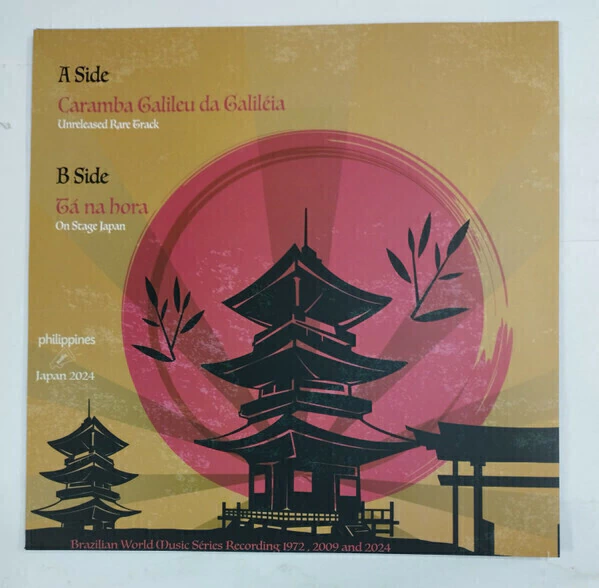 A Side
Caramba Galileu da Galiléia
Unreleased Rare Track
B Side
Tá na hora
On Stage Japan
philippines
Japan 2024
Brazilian World Music Séries Recording 1972 , 2009 and 2024